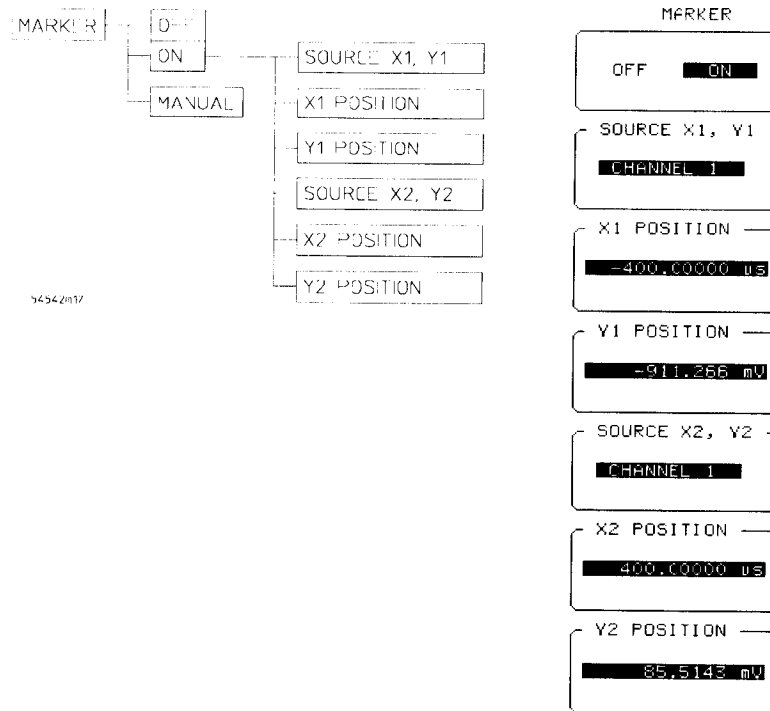 MARKER
OFF
ON
MANUAL
SOURCE X1, Y1
X1 POSITION
Y1 POSITION
SOURCE X2, Y2
X2 POSITION
Y2 POSITION
54542m17
MARKER
OFF ON
SOURCE X1, Y1
CHANNEL 1
X1 POSITION
-400.00000 us
Y1 POSITION
-911.266 mV
SOURCE X2, Y2
CHANNEL 1
X2 POSITION
400.00000 us
Y2 POSITION
85.5143 mV